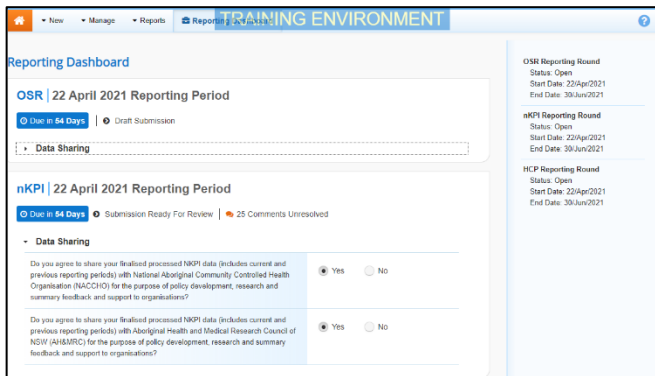 New Manage Reports Reporting Dashboard
TRAINING ENVIRONMENT
?
Reporting Dashboard
OSR | 22 April 2021 Reporting Period
Due in 54 Days | Draft Submission
Data Sharing
nKPI | 22 April 2021 Reporting Period
Due in 54 Days Submission Ready For Review | 25 Comments Unresolved
Data Sharing
Do you agree to share your finalised processed NKPI data (includes current and
previous reporting periods) with National Aboriginal Community Controlled Health
Organisation (NACCHO) for the purpose of policy development, research and
summary feedback and support to organisations?
Yes No
Do you agree to share your finalised processed NKPI data (includes current and
previous reporting periods) with Aboriginal Health and Medical Research Council of
NSW (AH&MRC) for the purpose of policy development, research and summary
feedback and support to organisations?
Yes No
OSR Reporting Round
Status: Open
Start Date: 22/Apr/2021
End Date: 30/Jun/2021
nKPI Reporting Round
Status: Open
Start Date: 22/Apr/2021
End Date: 30/Jun/2021
HCP Reporting Round
Status: Open
Start Date: 22/Apr/2021
End Date: 30/Jun/2021